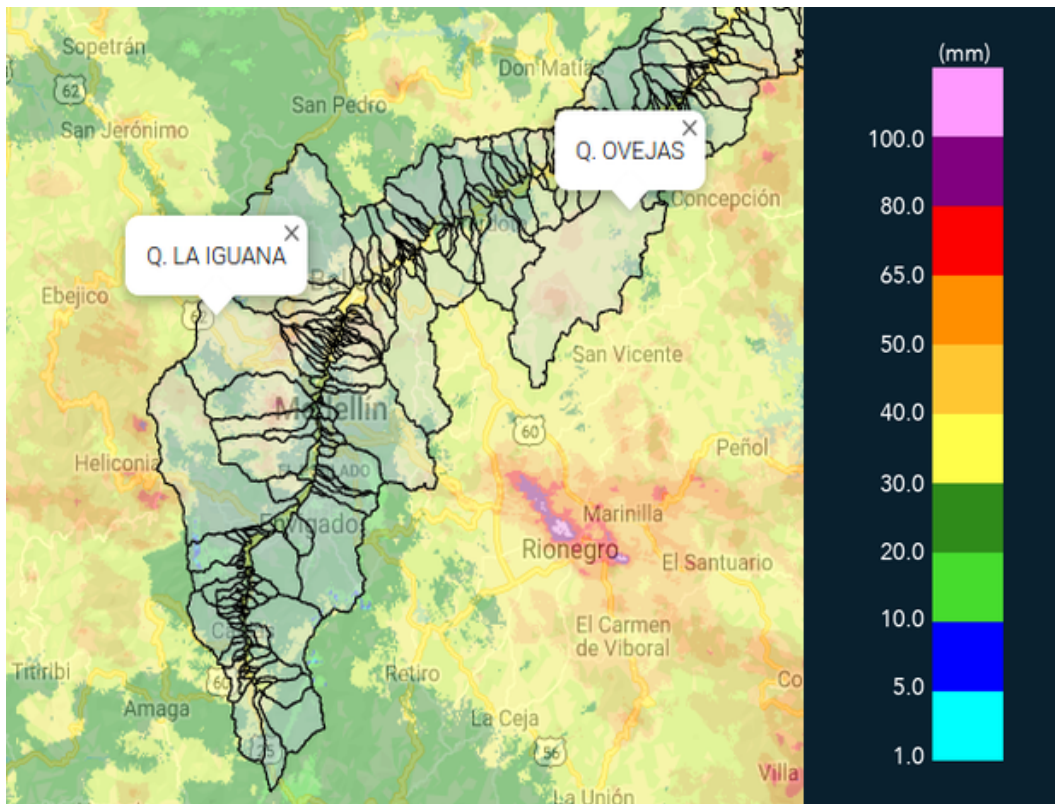 Sopetrán
62
Don Matías
San Pedro
San Jerónimo
Q. OVEJAS
Concepción
Q. LA IGUANA
Ebejico
62
San Vicente
Medellín
60
Peñol
Heliconia
Envigado
Marinilla
Rionegro
El Santuario
Caldas
El Carmen
de Viboral
Titiribi
60
Retiro
Amaga
La Ceja
25
56
Villa
La Unión
(mm)
100.0
80.0
65.0
50.0
40.0
30.0
20.0
10.0
5.0
1.0